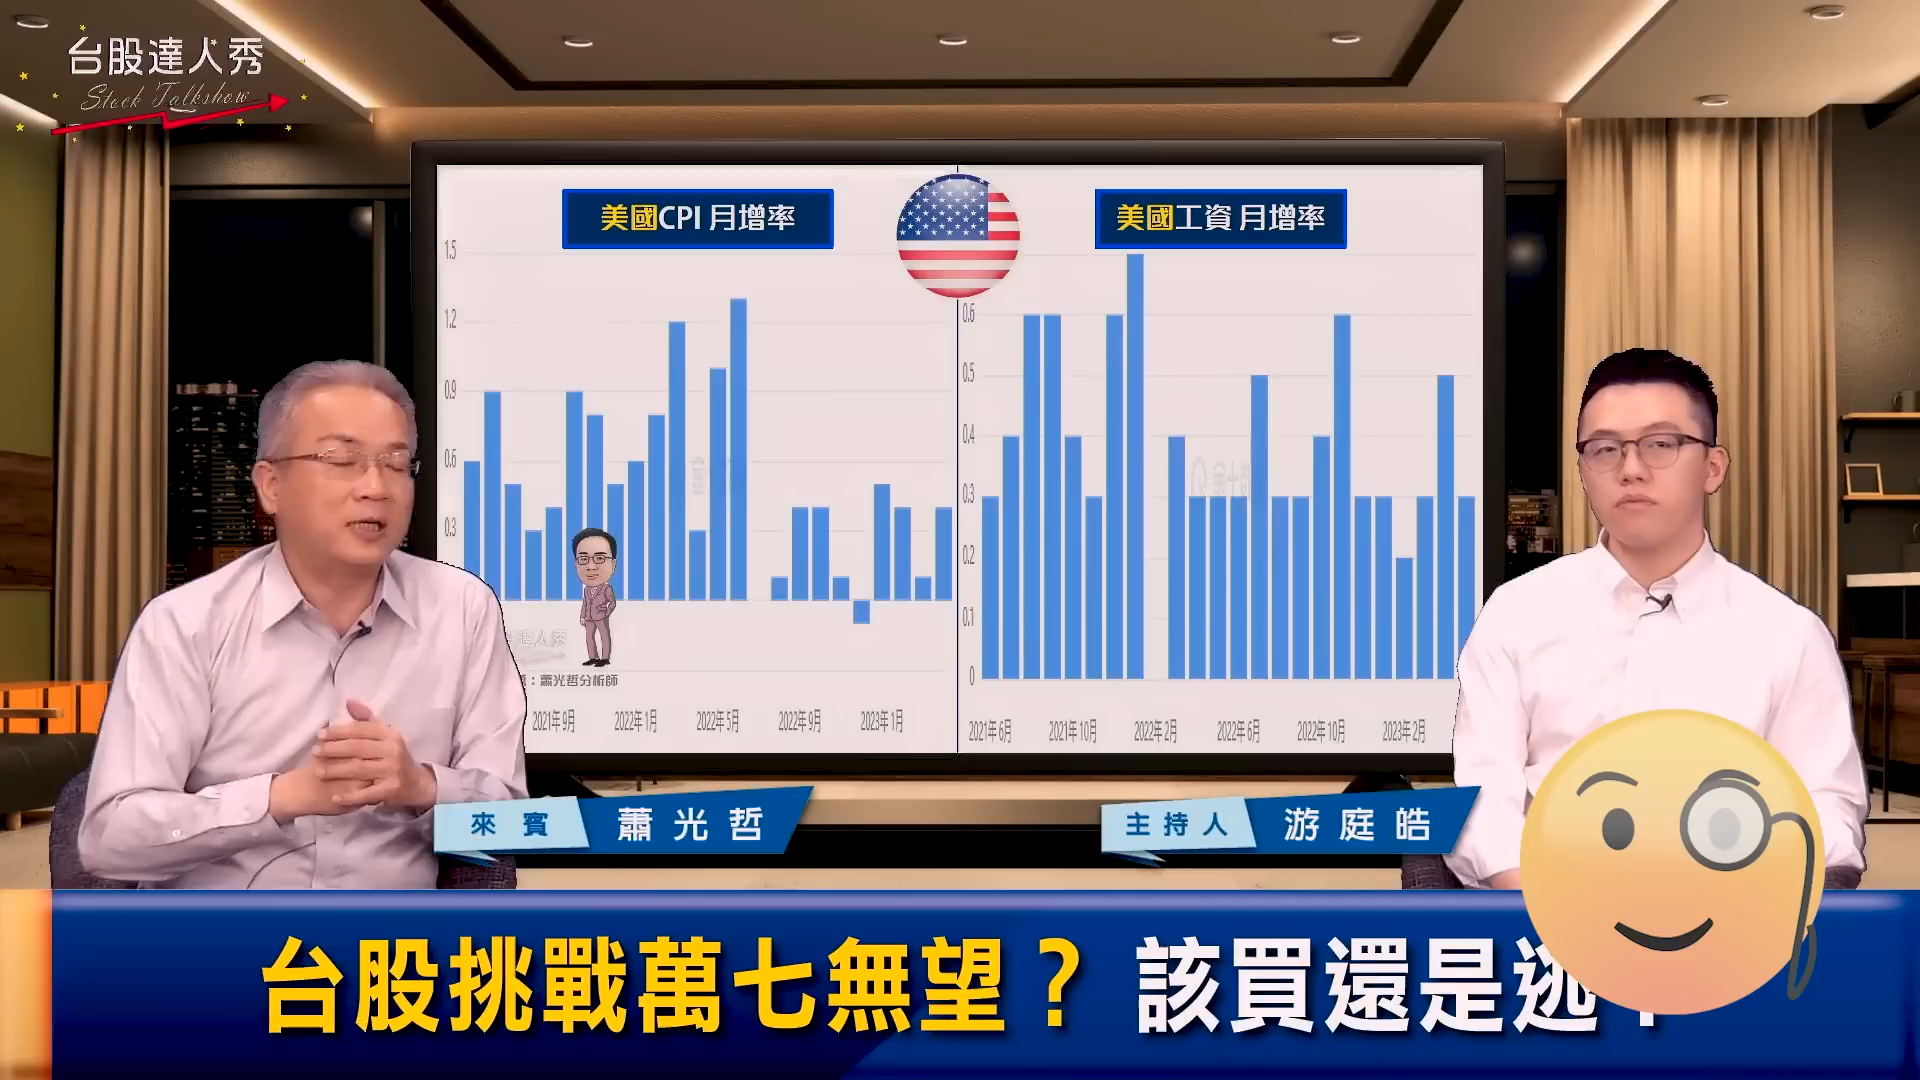 台股達人秀
Stock Talkshow
美國CPI 月增率
1.5
1.2
0.9
0.6
0.3
達人秀
：蕭光哲分析師
2021年9月
2022年1月
2022年5月
2022年9月
2023年1月
美國工資 月增率
0.6
0.5
0.4
0.3
0.2
0.1
0
2021年6月
2021年10月
2022年2月
2022年6月
2022年10月
2023年2月
來賓 蕭光哲
主持人 游庭皓
台股挑戰萬七無望？ 該買還是逃